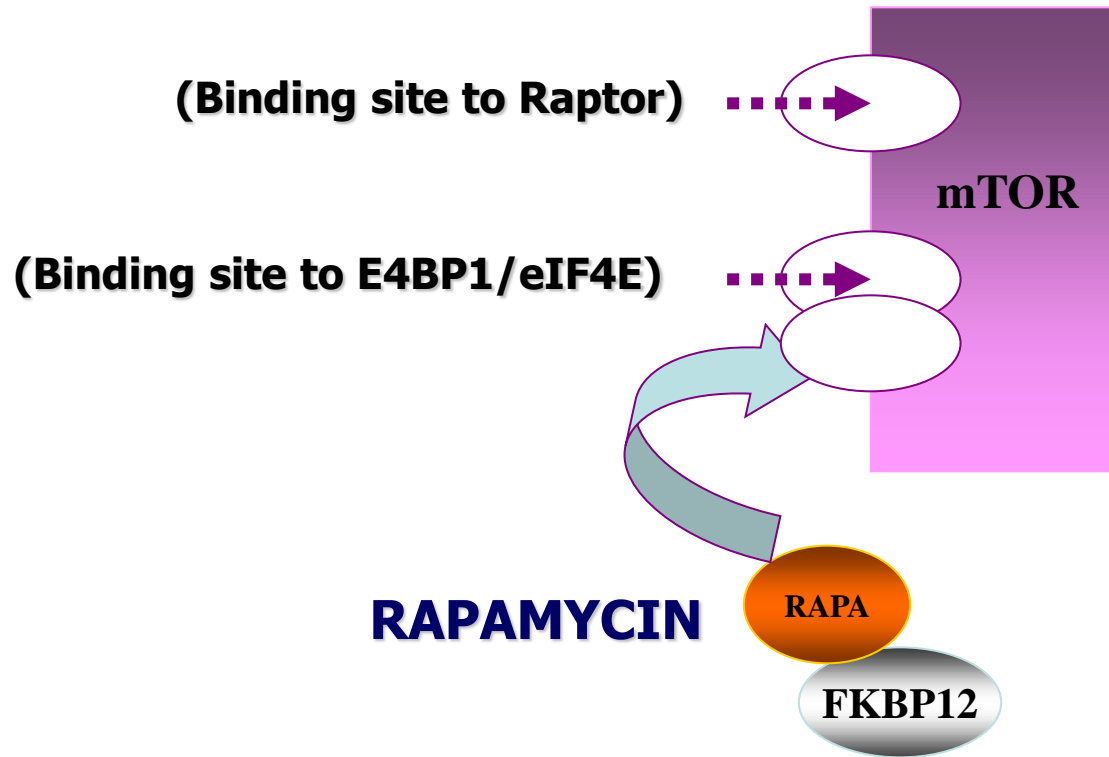 (Binding site to Raptor)
mTOR
(Binding site to E4BP1/eIF4E)
RAPAMYCIN
RAPA
FKBP12